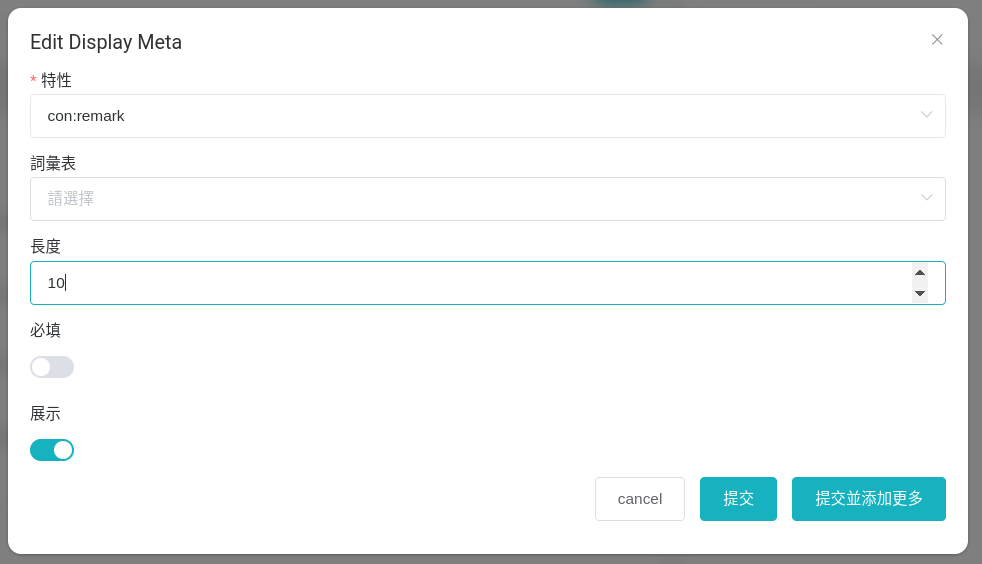 Edit Display Meta
* 特性
con:remark
詞彙表
請選擇
長度
10
必填
展示
cancel
提交
提交並添加更多